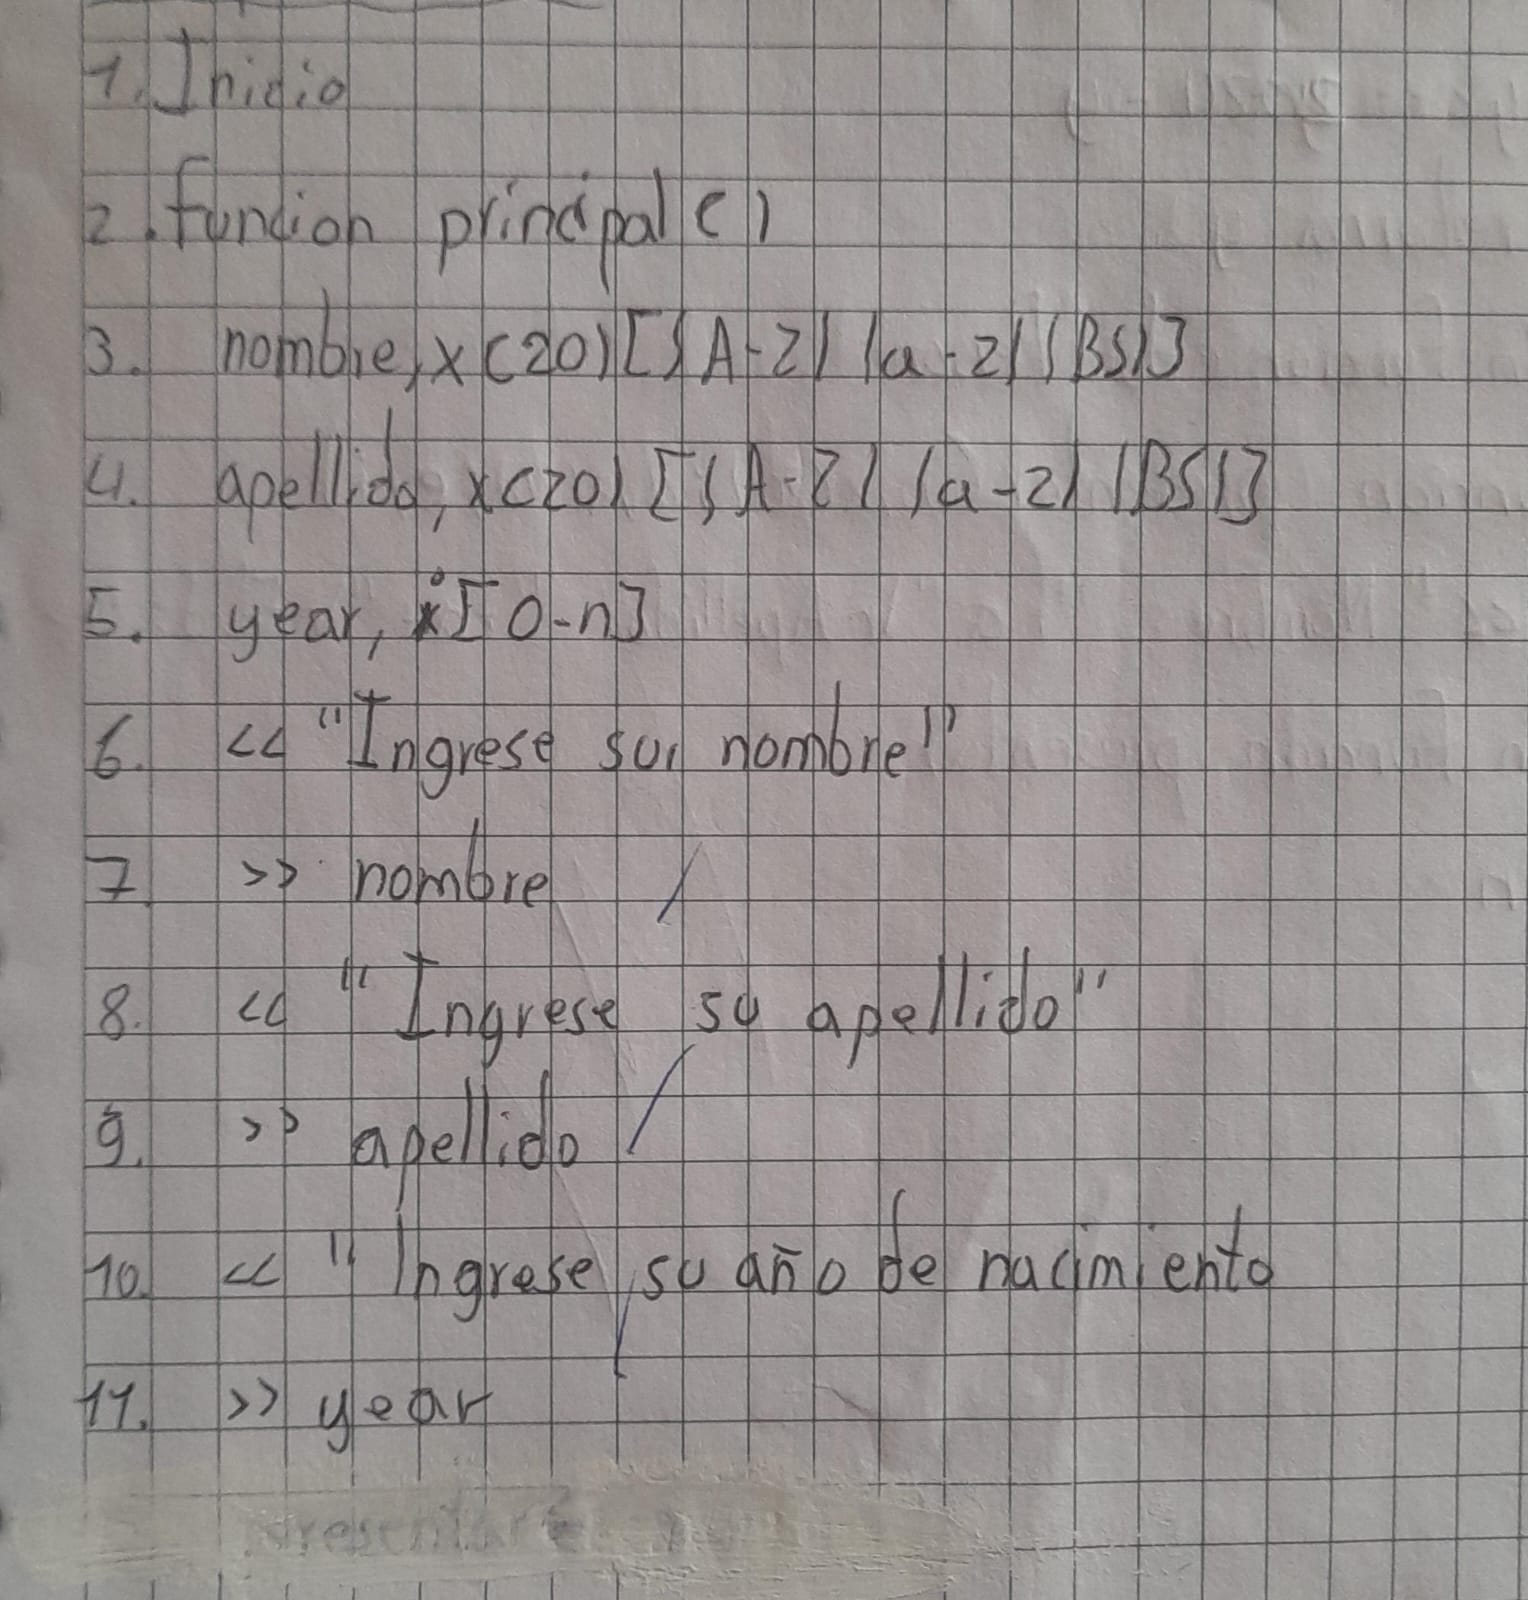 1. Inicio
2. funcion principal ()
3. nombre, x(20)[{A-Z} {a-z} {BS}]
4. apellido, x(20) [{A-Z} {a-z} {BS}]
5. year, i[0-n]
6. << "Ingrese su nombre"
7 >> nombre
8. << "Ingrese su apellido"
9. >> apellido
10. << "Ingrese su año de nacimiento
11. >> year